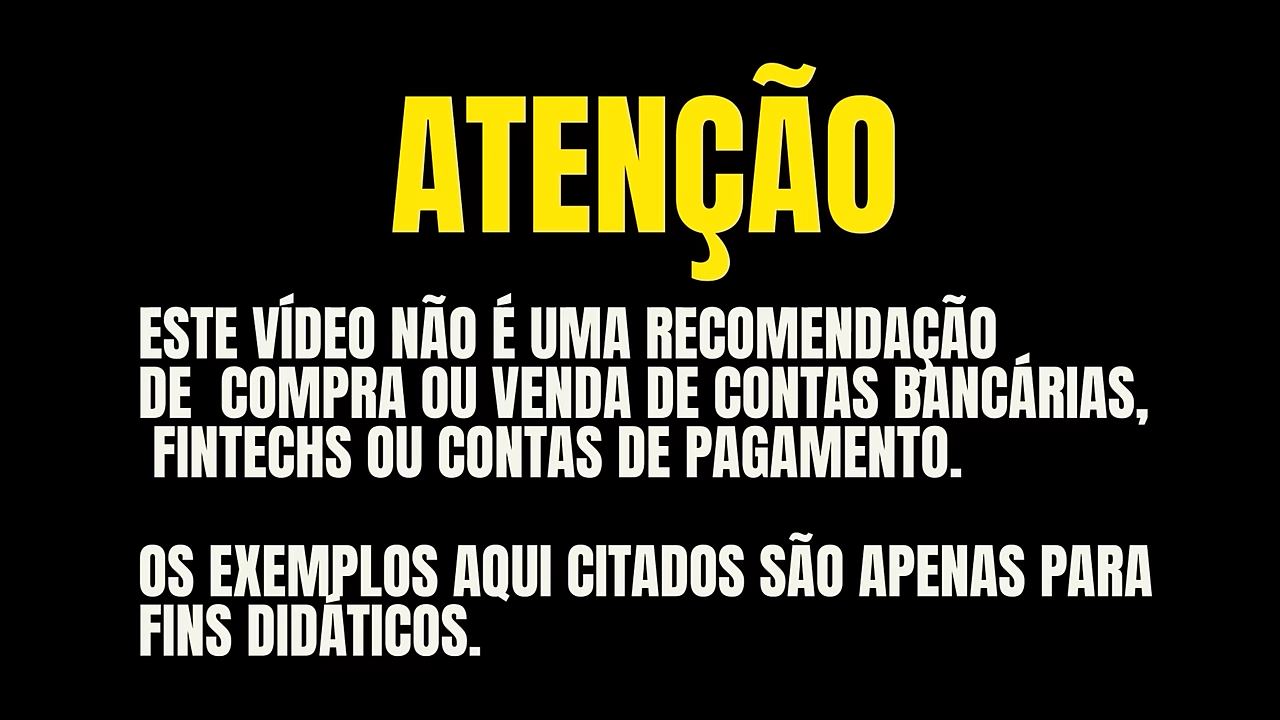 ATENÇÃO
ESTE VÍDEO NÃO É UMA RECOMENDAÇÃO
DE COMPRA OU VENDA DE CONTAS BANCÁRIAS,
FINTECHS OU CONTAS DE PAGAMENTO.
OS EXEMPLOS AQUI CITADOS SÃO APENAS PARA
FINS DIDÁTICOS.